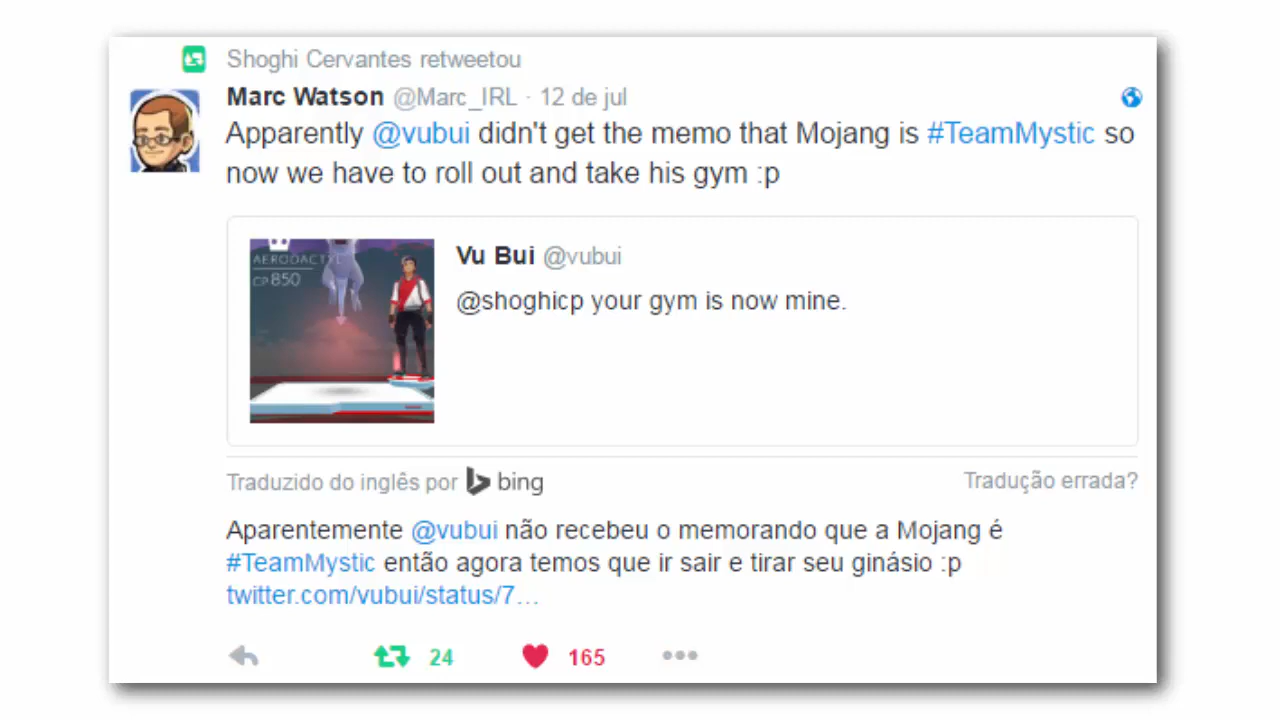 Shoghi Cervantes retweetou
Marc Watson @Marc_IRL · 12 de jul
Apparently @vubui didn't get the memo that Mojang is #TeamMystic so
now we have to roll out and take his gym :p
AERODACTYL
CP 850
Vu Bui @vubui
@shoghicp your gym is now mine.
Traduzido do inglês por bing
Tradução errada?
Aparentemente @vubui não recebeu o memorando que a Mojang é
#TeamMystic então agora temos que ir sair e tirar seu ginásio :p
twitter.com/vubui/status/7…
24
165